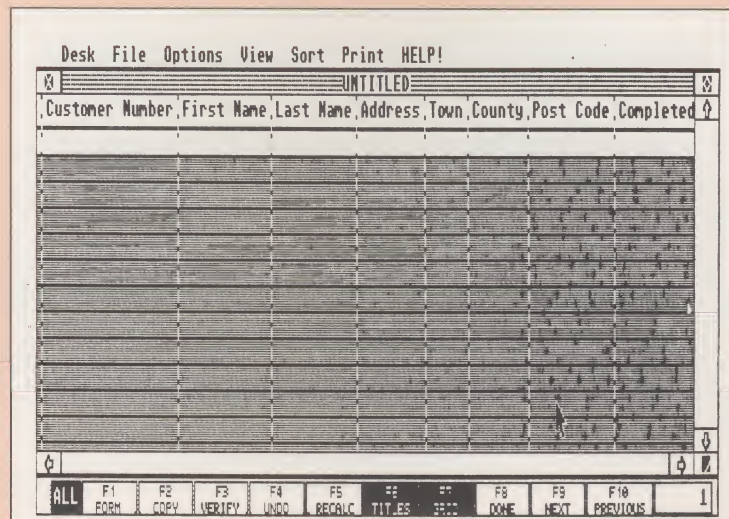 Desk File Options View Sort Print HELP!
UNTITLED
Customer Number First Name Last Name Address Town County Post Code Completed
ALL F1 F2 F3 F4 F5 F6 F7 F8 F9 F10 1
FORM COPY VERIFY UNDO RECALC TITLES DONE NEXT PREVIOUS